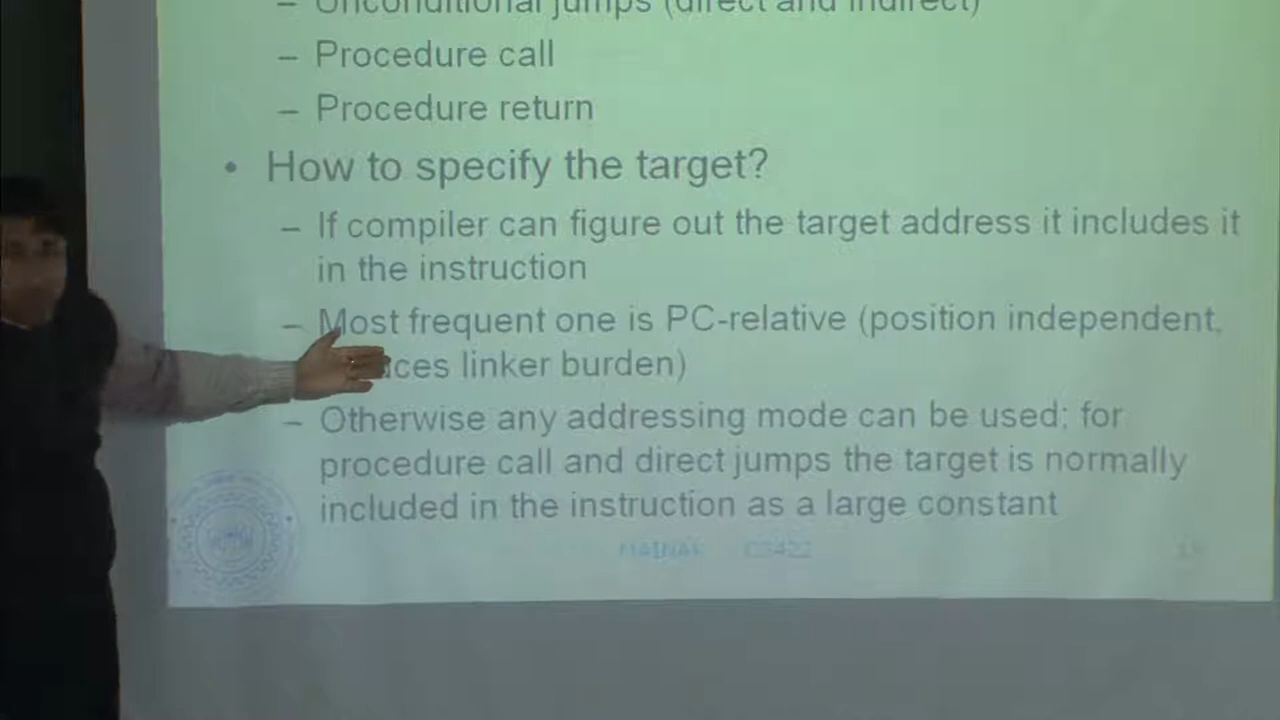 – Unconditional jumps (direct and indirect)
– Procedure call
– Procedure return
• How to specify the target?
– If compiler can figure out the target address it includes it
in the instruction
– Most frequent one is PC-relative (position independent,
ces linker burden)
– Otherwise any addressing mode can be used; for
procedure call and direct jumps the target is normally
included in the instruction as a large constant
MAINAK CS422